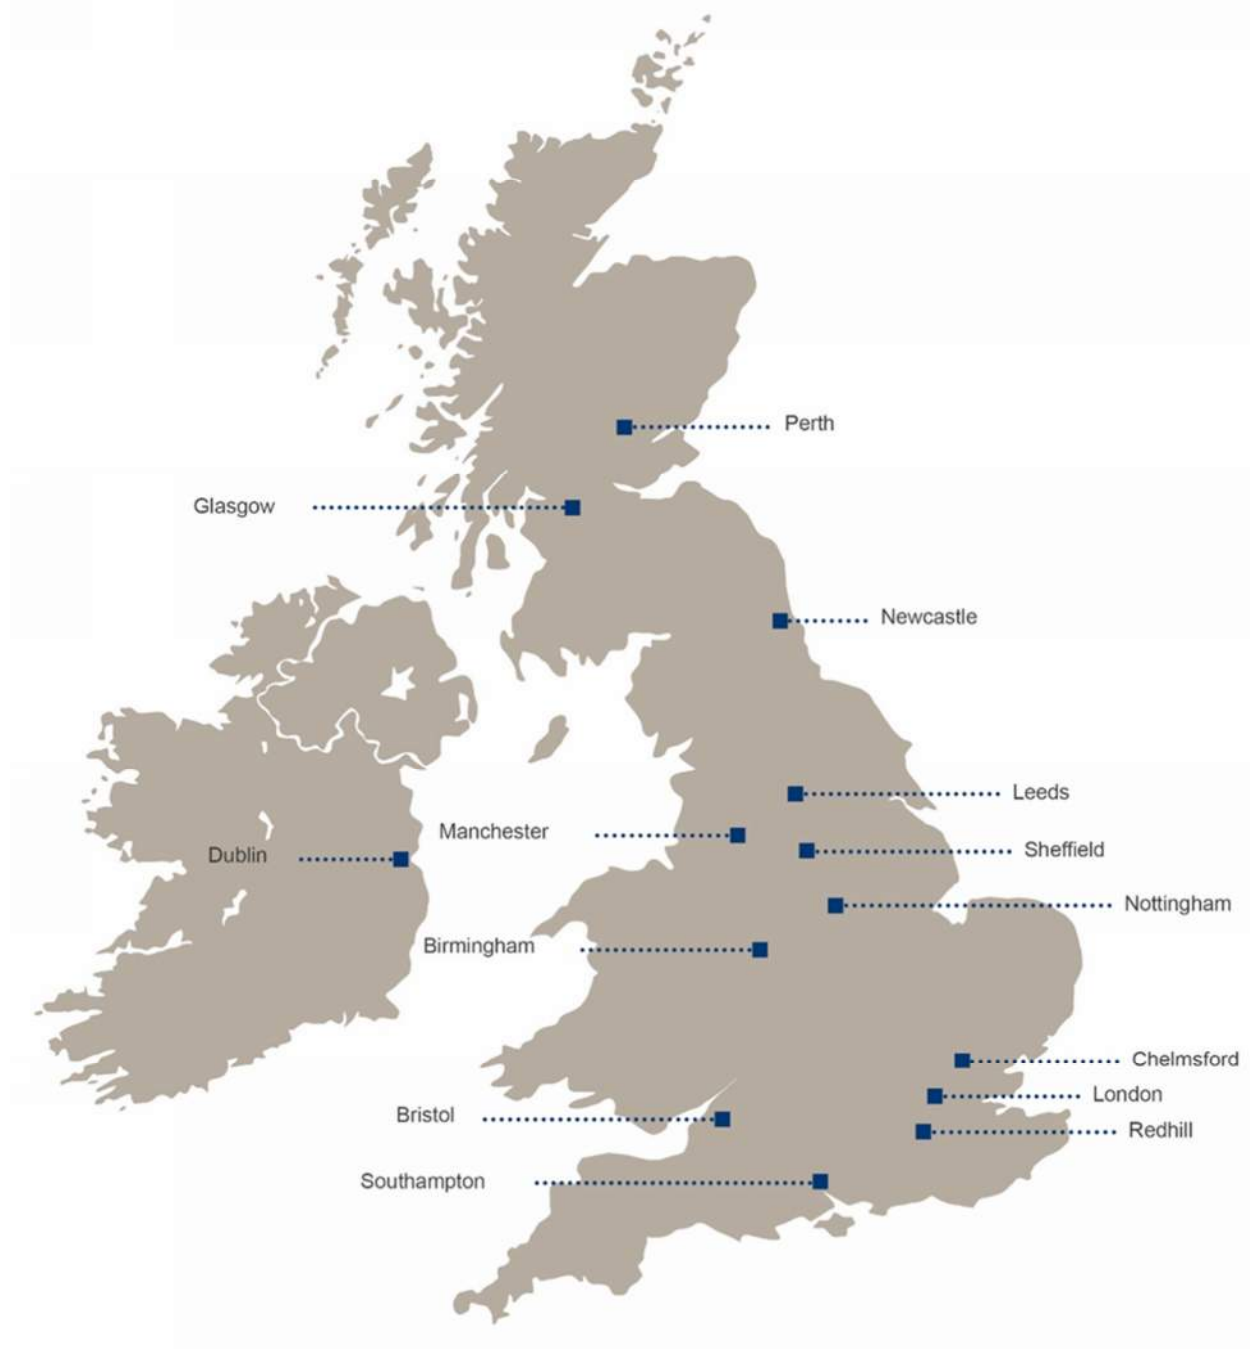 Perth
Glasgow
Newcastle
Leeds
Manchester
Sheffield
Dublin
Nottingham
Birmingham
Chelmsford
London
Bristol
Redhill
Southampton